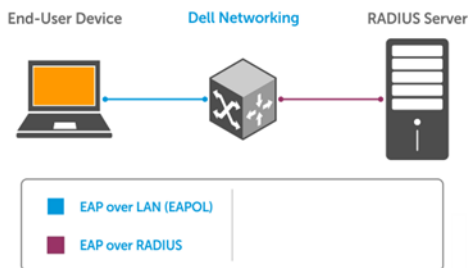 End-User Device
Dell Networking
RADIUS Server
EAP over LAN (EAPOL)
EAP over RADIUS